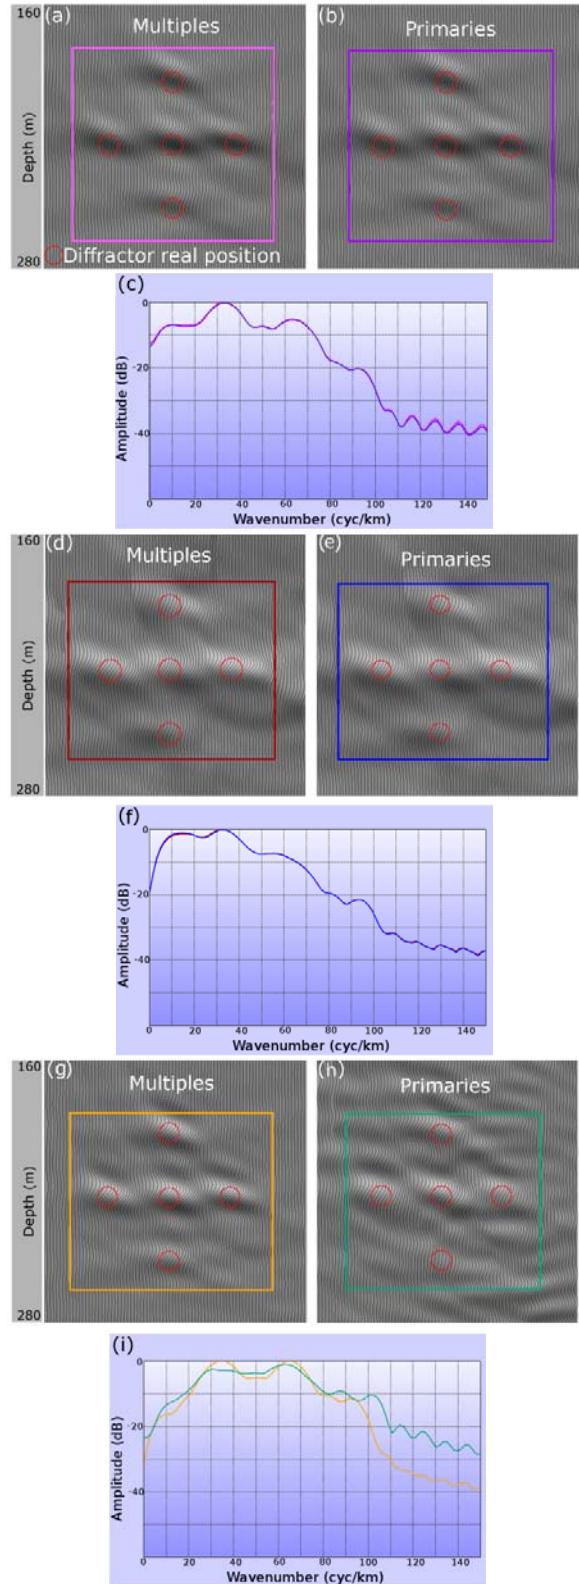 160 (a) Multiples (b) Primaries
Depth (m)
280 Diffractor real position
(c)
0
-20
-40
Amplitude (dB)
0 20 40 60 80 100 120 140
Wavenumber (cyc/km)
160 (d) Multiples (e) Primaries
Depth (m)
280
(f)
0
-20
-40
Amplitude (dB)
0 20 40 60 80 100 120 140
Wavenumber (cyc/km)
160 (g) Multiples (h) Primaries
Depth (m)
280
(i)
0
-20
-40
Amplitude (dB)
0 20 40 60 80 100 120 140
Wavenumber (cyc/km)